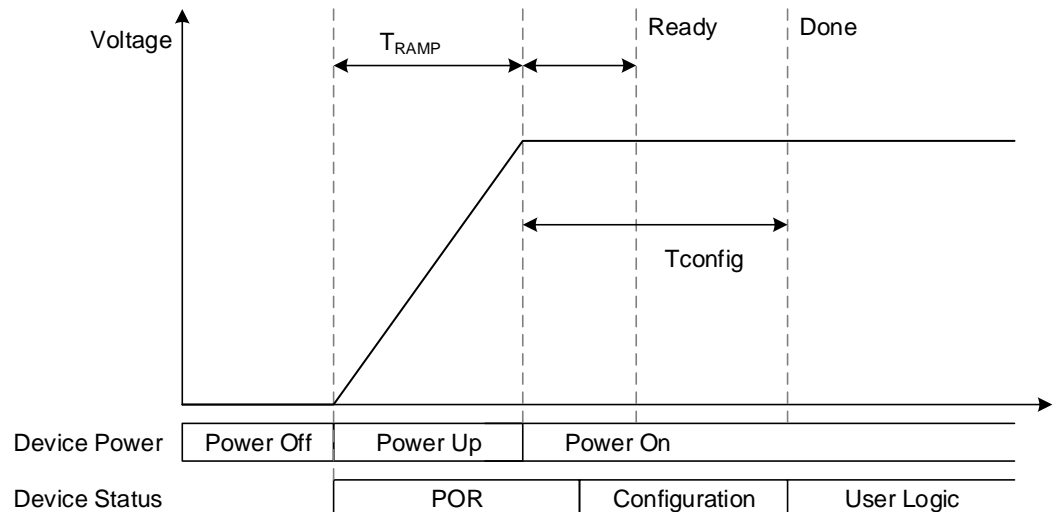 Ready Done
Voltage
T_RAMP
Tconfig
Device Power Power Off Power Up Power On
Device Status POR Configuration User Logic